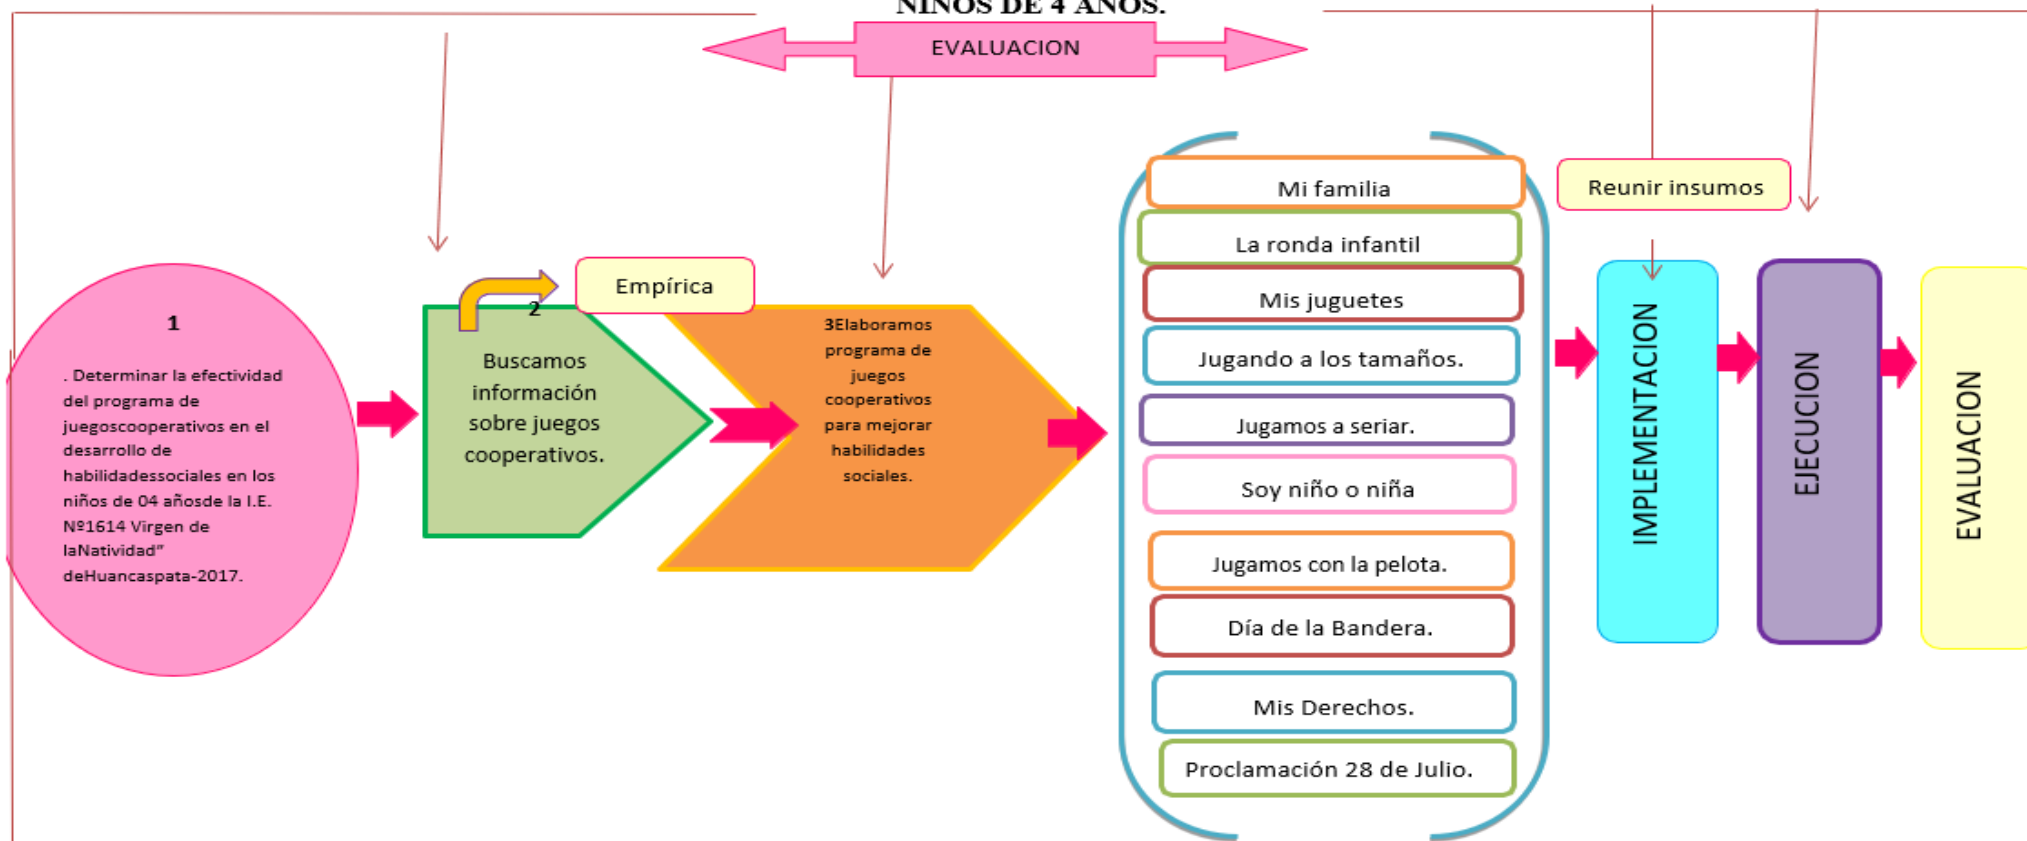 NIÑOS DE 4 AÑOS.
EVALUACION
1
. Determinar la efectividad
del programa de
juegoscooperativos en el
desarrollo de
habilidadessociales en los
niños de 04 añosde la I.E.
Nº1614 Virgen de
laNatividad”
deHuancaspata-2017.
2
Buscamos
información
sobre juegos
cooperativos.
Empírica
3Elaboramos
programa de
juegos
cooperativos
para mejorar
habilidades
sociales.
Mi familia
La ronda infantil
Mis juguetes
Jugando a los tamaños.
Jugamos a seriar.
Soy niño o niña
Jugamos con la pelota.
Día de la Bandera.
Mis Derechos.
Proclamación 28 de Julio.
Reunir insumos
IMPLEMENTACION
EJECUCION
EVALUACION